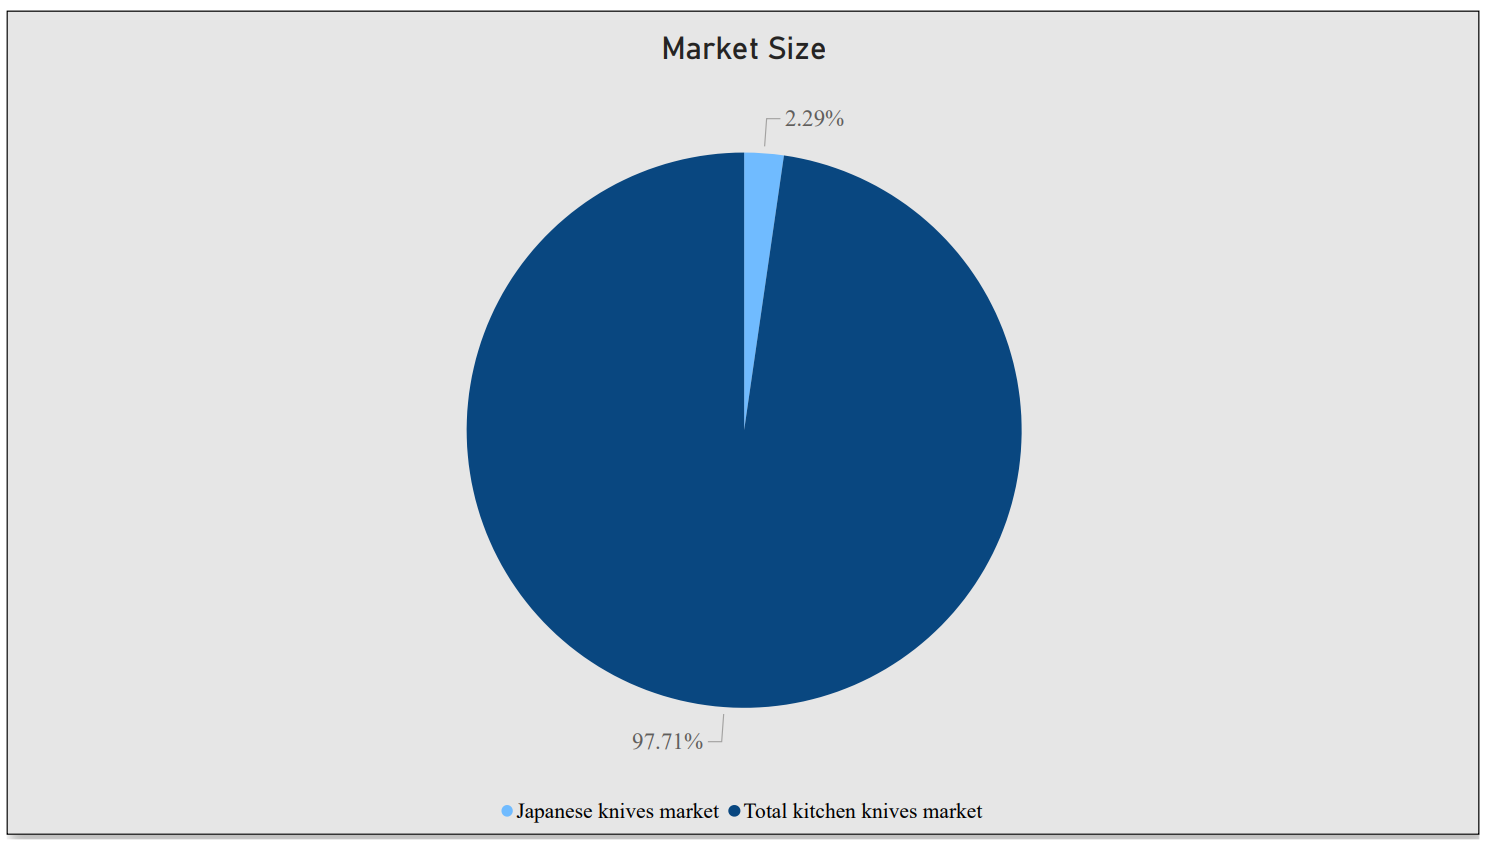 Market Size
2.29%
97.71%
Japanese knives market Total kitchen knives market